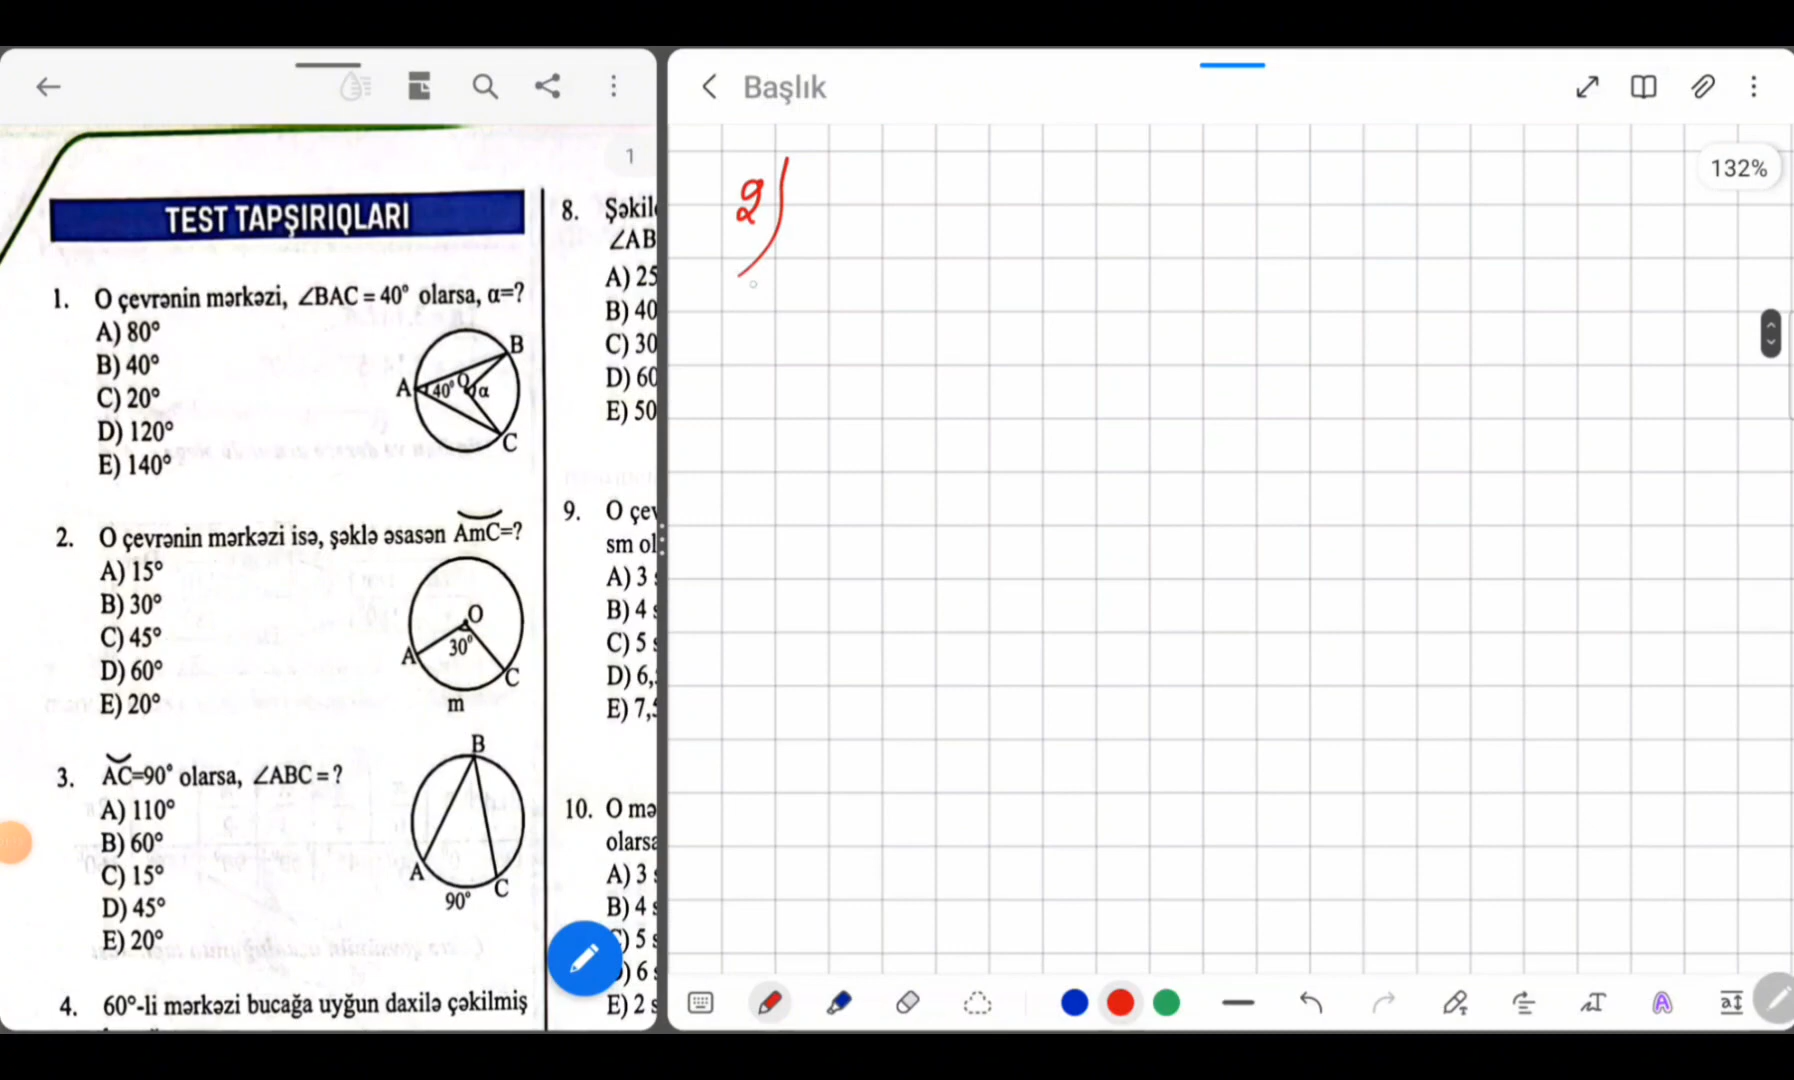 Başlık
132%
1
2)
TEST TAPŞIRIQLARI
1. O çevrənin mərkəzi, ∠BAC = 40° olarsa, α=?
A) 80°
B) 40°
C) 20°
D) 120°
E) 140°
A
B
C
O
40°
α
2. O çevrənin mərkəzi isə, şəklə əsasən AmC=?
A) 15°
B) 30°
C) 45°
D) 60°
E) 20°
O
30°
A
C
m
3. AC=90° olarsa, ∠ABC = ?
A) 110°
B) 60°
C) 15°
D) 45°
E) 20°
B
A
C
90°
4. 60°-li mərkəzi bucağa uyğun daxilə çəkilmiş
8. Şəkil
∠AB
A) 25
B) 40
C) 30
D) 60
E) 50
9. O çev
sm ol
A) 3 s
B) 4 s
C) 5 s
D) 6,
E) 7,5
10. O mə
olarsa
A) 3 s
B) 4 s
) 5 s
) 6 s
E) 2 s